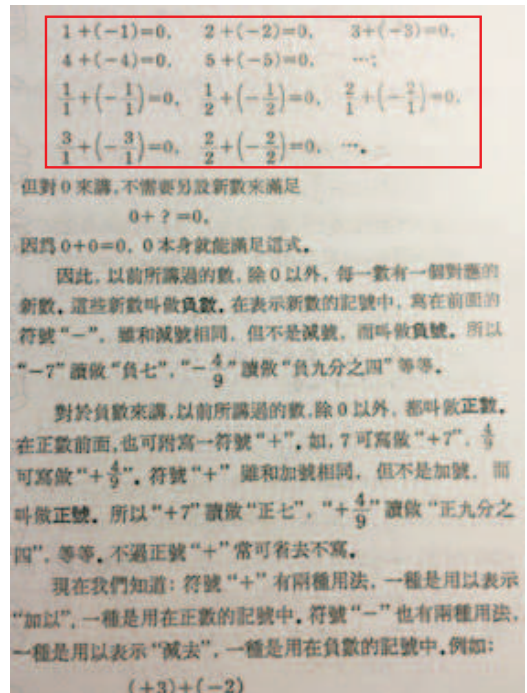 1+(-1)=0, 2+(-2)=0, 3+(-3)=0,
4+(-4)=0, 5+(-5)=0, …;
1/1+(-1/1)=0, 1/2+(-1/2)=0, 2/1+(-2/1)=0,
3/1+(-3/1)=0, 2/2+(-2/2)=0, ….
但對0來講,不需要另設新數來滿足
0+?=0,
因爲0+0=0,0本身就能滿足這式。
因此,以前所講過的數,除0以外,每一數有一個對應的
新數。這些新數叫做負數。在表示新數的記號中,寫在前面的
符號“-”,雖和減號相同,但不是減號,而叫做負號。所以
“-7”讀做“負七”,“-4/9”讀做“負九分之四”等等。
對於負數來講,以前所講過的數,除0以外,都叫做正數。
在正數前面,也可附寫一符號“+”。如,7可寫做“+7”,4/9
可寫做“+4/9”。符號“+”雖和加號相同,但不是加號,而
叫做正號。所以“+7”讀做“正七”,“+4/9”讀做“正九分之
四”,等等。不過正號“+”常可省去不寫。
現在我們知道:符號“+”有兩種用法,一種是用以表示
“加以”,一種是用在正數的記號中。符號“-”也有兩種用法,
一種是用以表示“減去”,一種是用在負數的記號中。例如:
(+3)+(-2)